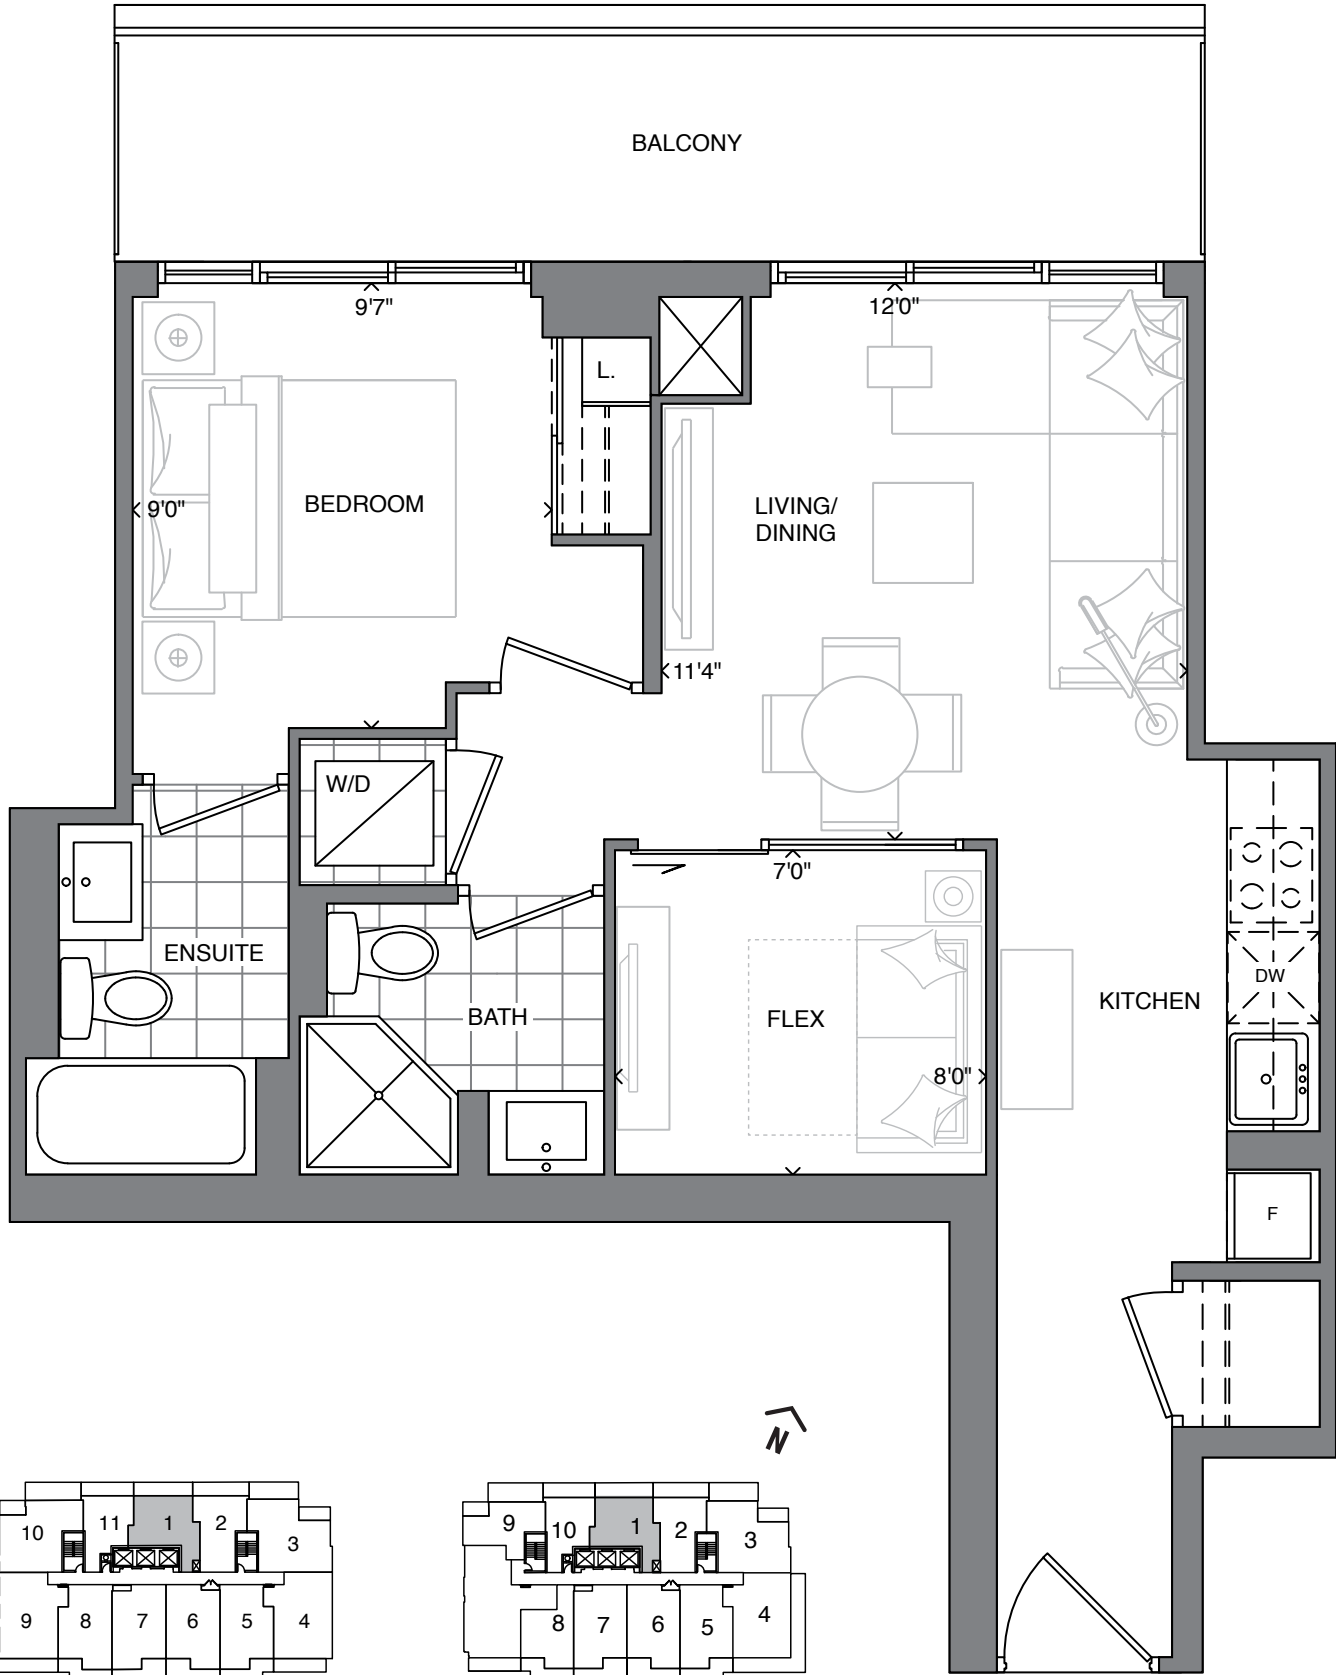 BALCONY
9'7"
12'0"
L.
9'0"
BEDROOM
LIVING/
DINING
11'4"
W/D
7'0"
ENSUITE
BATH
FLEX
8'0"
KITCHEN
DW
F
N
10 11 1 2 3
9 8 7 6 5 4
9 10 1 2 3
8 7 6 5 4